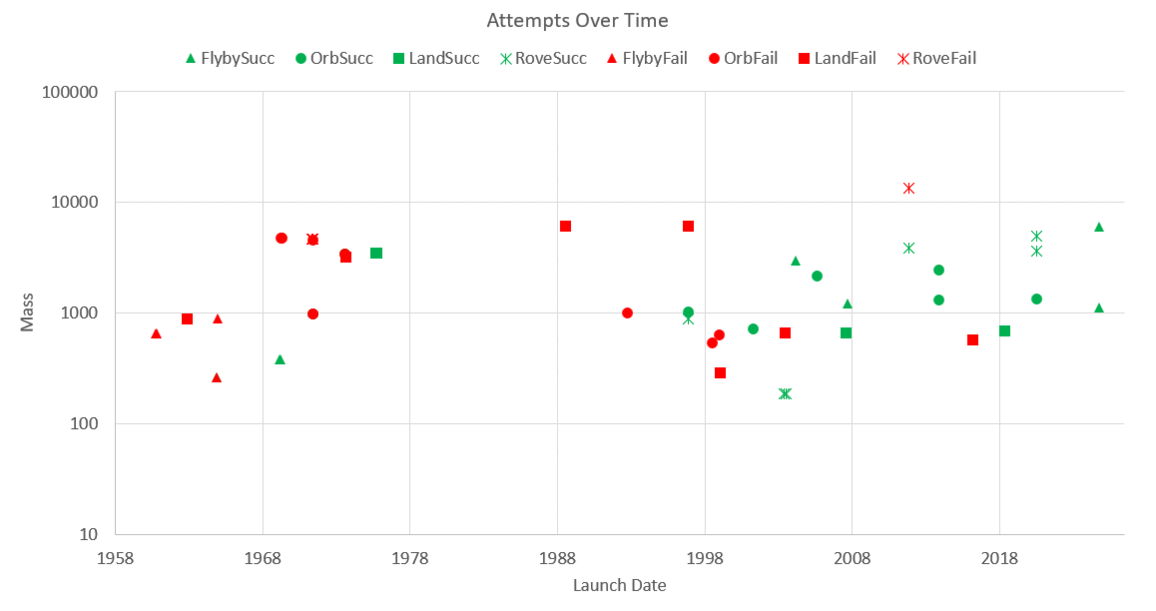 Attempts Over Time
FlybySucc OrbSucc LandSucc RoveSucc FlybyFail OrbFail LandFail RoveFail
100000
10000
1000
100
10
Mass
1958 1968 1978 1988 1998 2008 2018
Launch Date